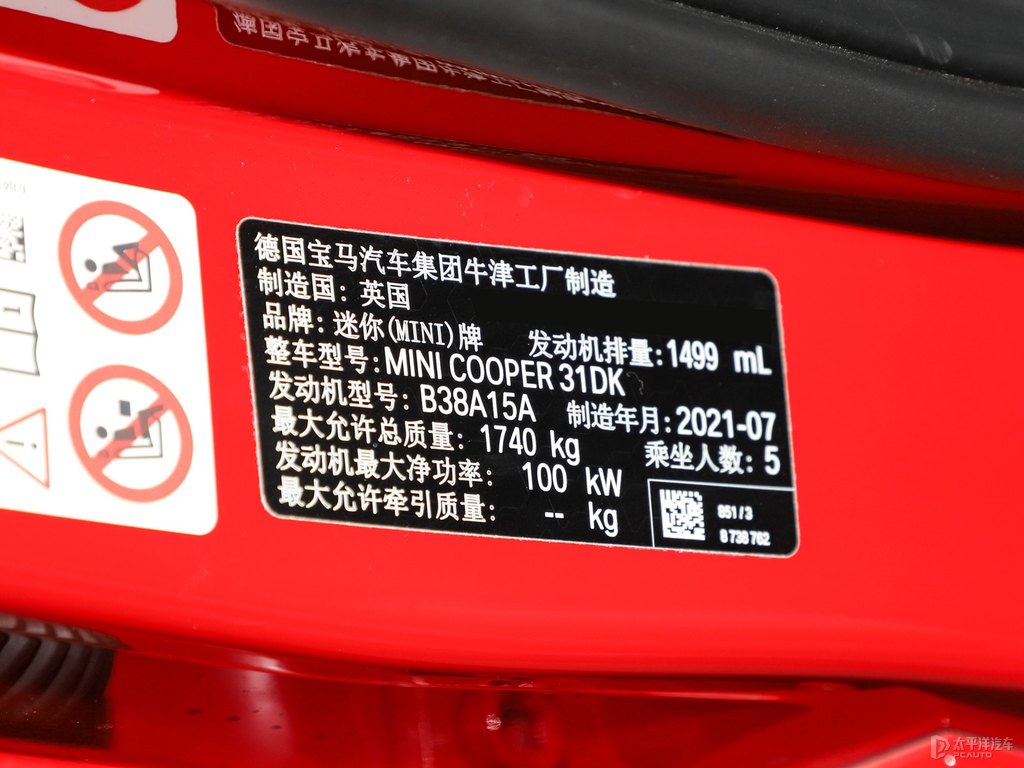 德国宝马汽车集团牛津工厂制造
制造国: 英国
品牌: 迷你(MINI)牌 发动机排量: 1499 mL
整车型号: MINI COOPER 31DK
发动机型号: B38A15A 制造年月: 2021-07
最大允许总质量: 1740 kg 乘坐人数: 5
发动机最大净功率: 100 kW
最大允许牵引质量: -- kg
851/3
8 738 762
太平洋汽车
PCAUTO